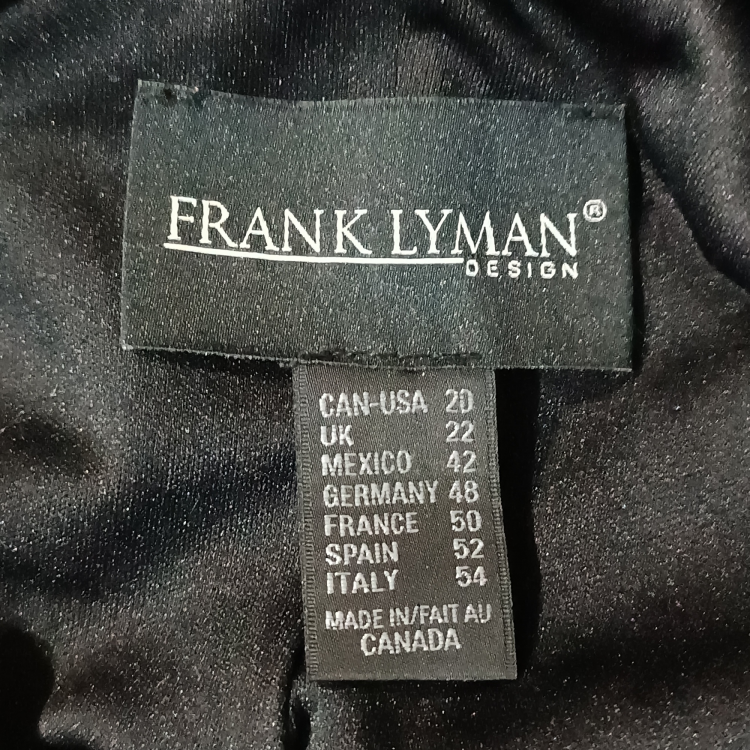 FRANK LYMAN®
DESIGN
CAN-USA 20
UK 22
MEXICO 42
GERMANY 48
FRANCE 50
SPAIN 52
ITALY 54
MADE IN/FAIT AU
CANADA